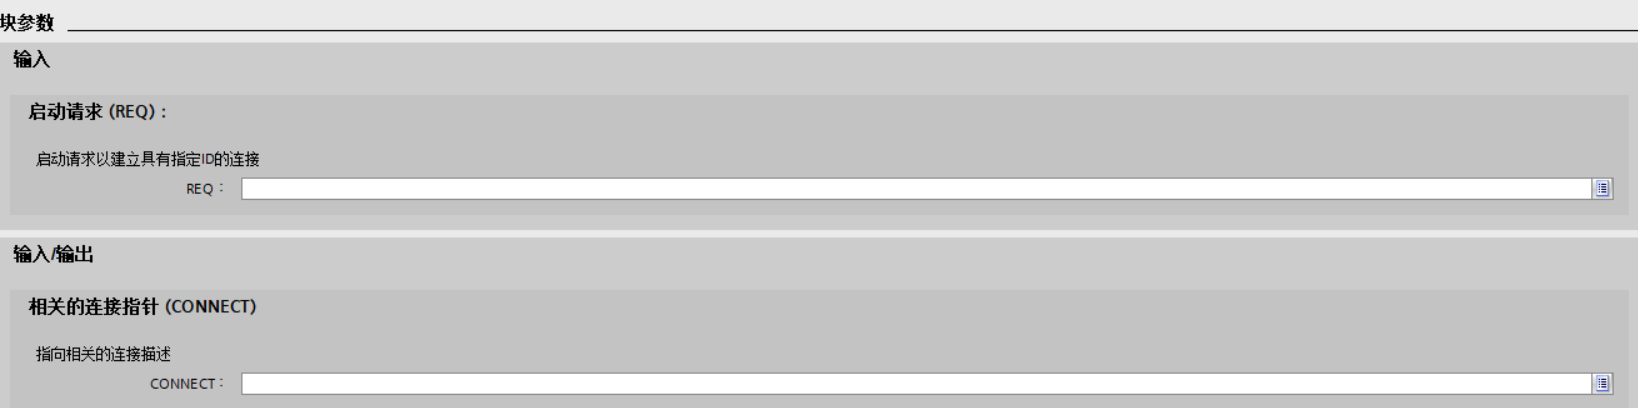 块参数
输入
启动请求 (REQ) :
启动请求以建立具有指定ID的连接
REQ :
输入/输出
相关的连接指针 (CONNECT)
指向相关的连接描述
CONNECT :